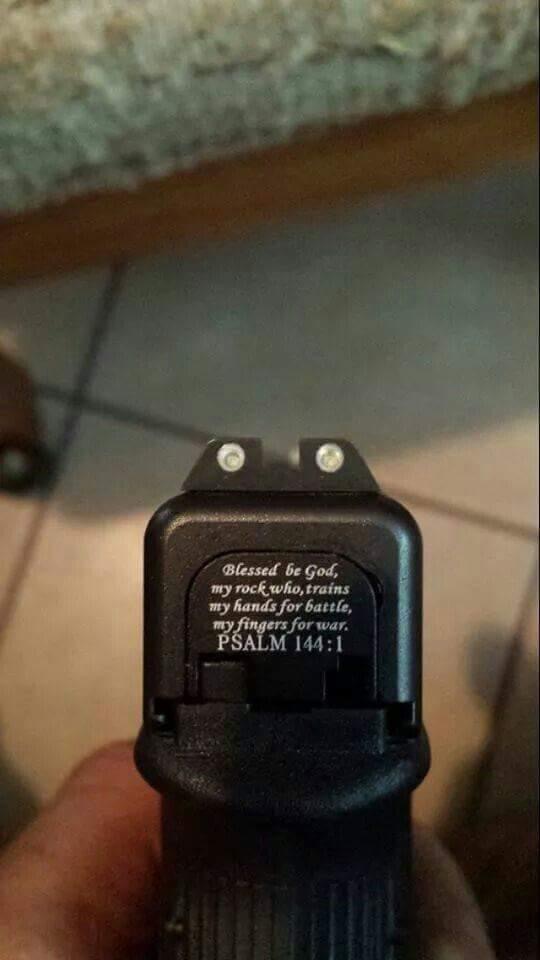 Blessed be God,
my rock who, trains
my hands for battle,
my fingers for war.
PSALM 144:1